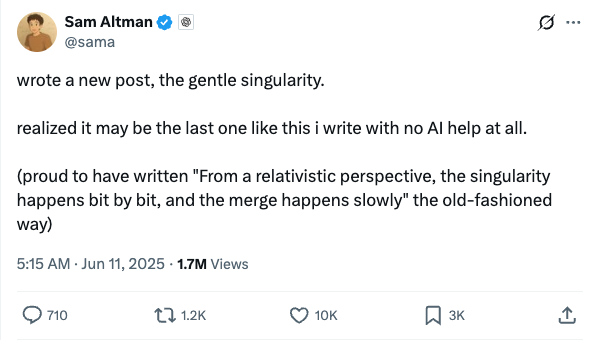 Sam Altman
@sama
wrote a new post, the gentle singularity.
realized it may be the last one like this i write with no AI help at all.
(proud to have written "From a relativistic perspective, the singularity
happens bit by bit, and the merge happens slowly" the old-fashioned
way)
5:15 AM · Jun 11, 2025 · 1.7M Views
710 1.2K 10K 3K